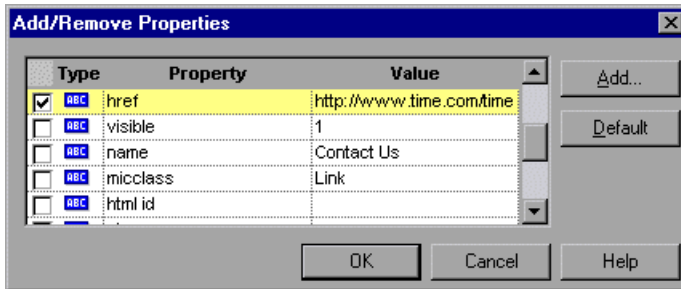 Add/Remove Properties
Type Property Value
ABC href http://www.time.com/time
ABC visible 1
ABC name Contact Us
ABC micclass Link
ABC html id
Add...
Default
OK Cancel Help